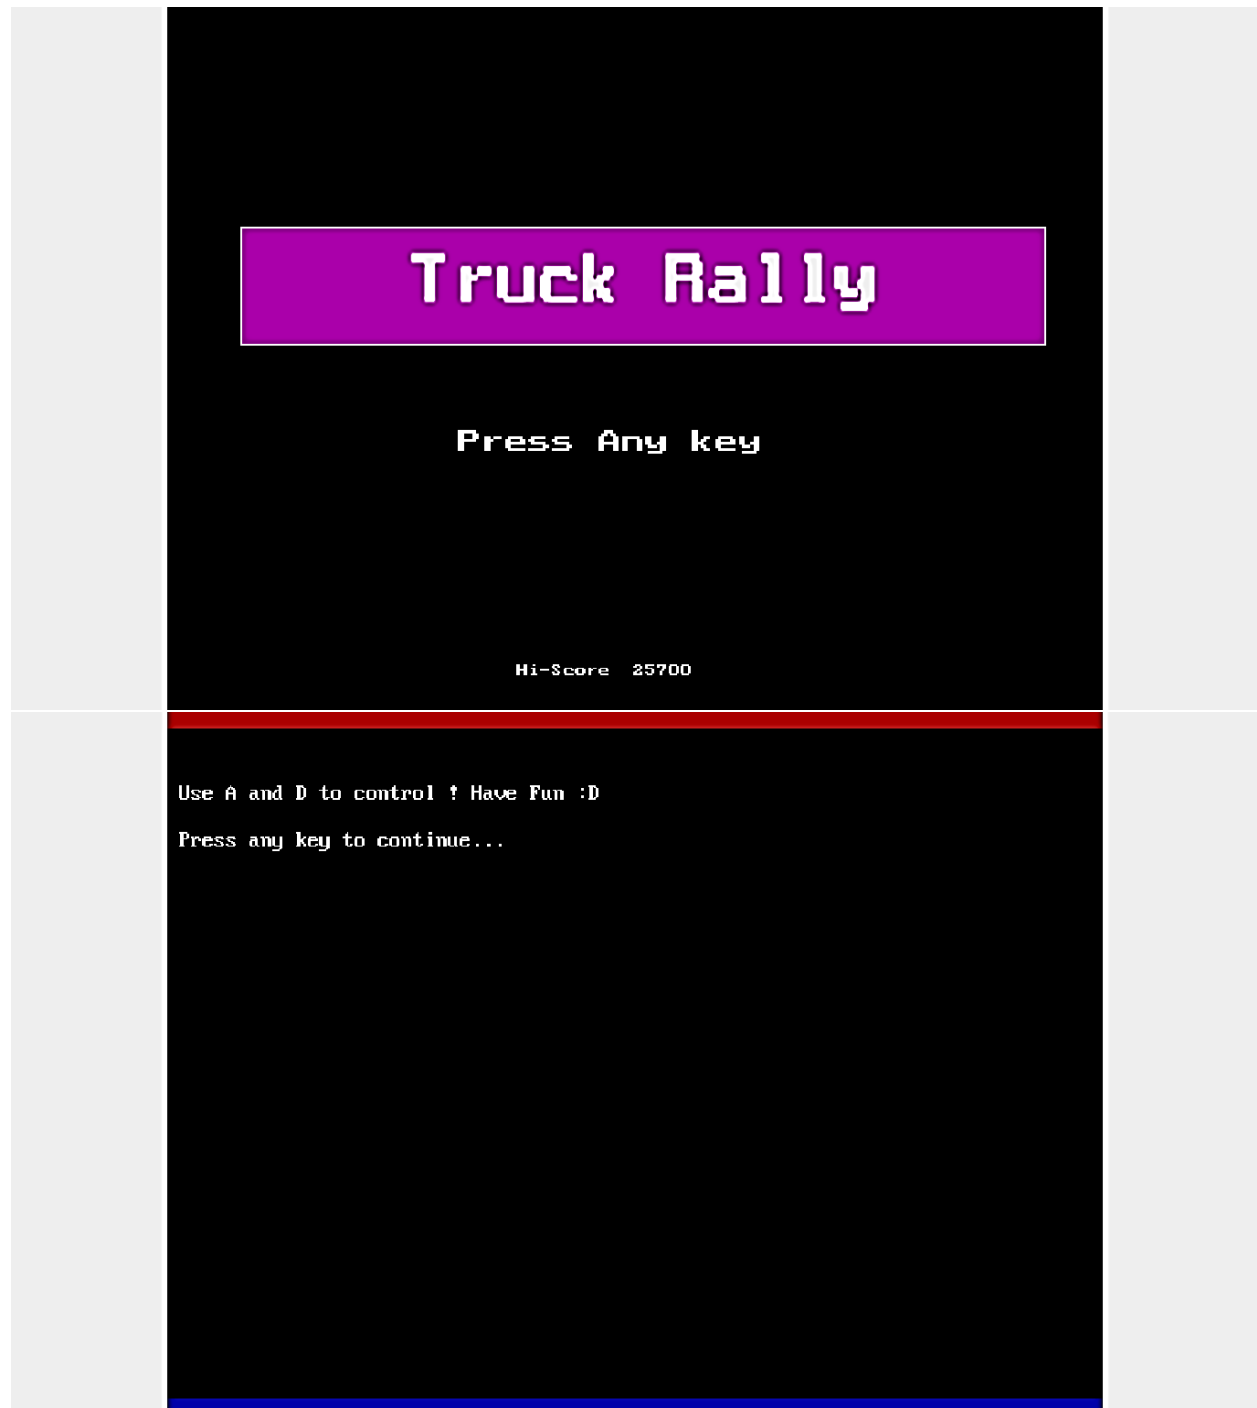 Truck Rally
Press Any key
Hi-Score 25700
Use A and D to control ! Have Fun :D
Press any key to continue...